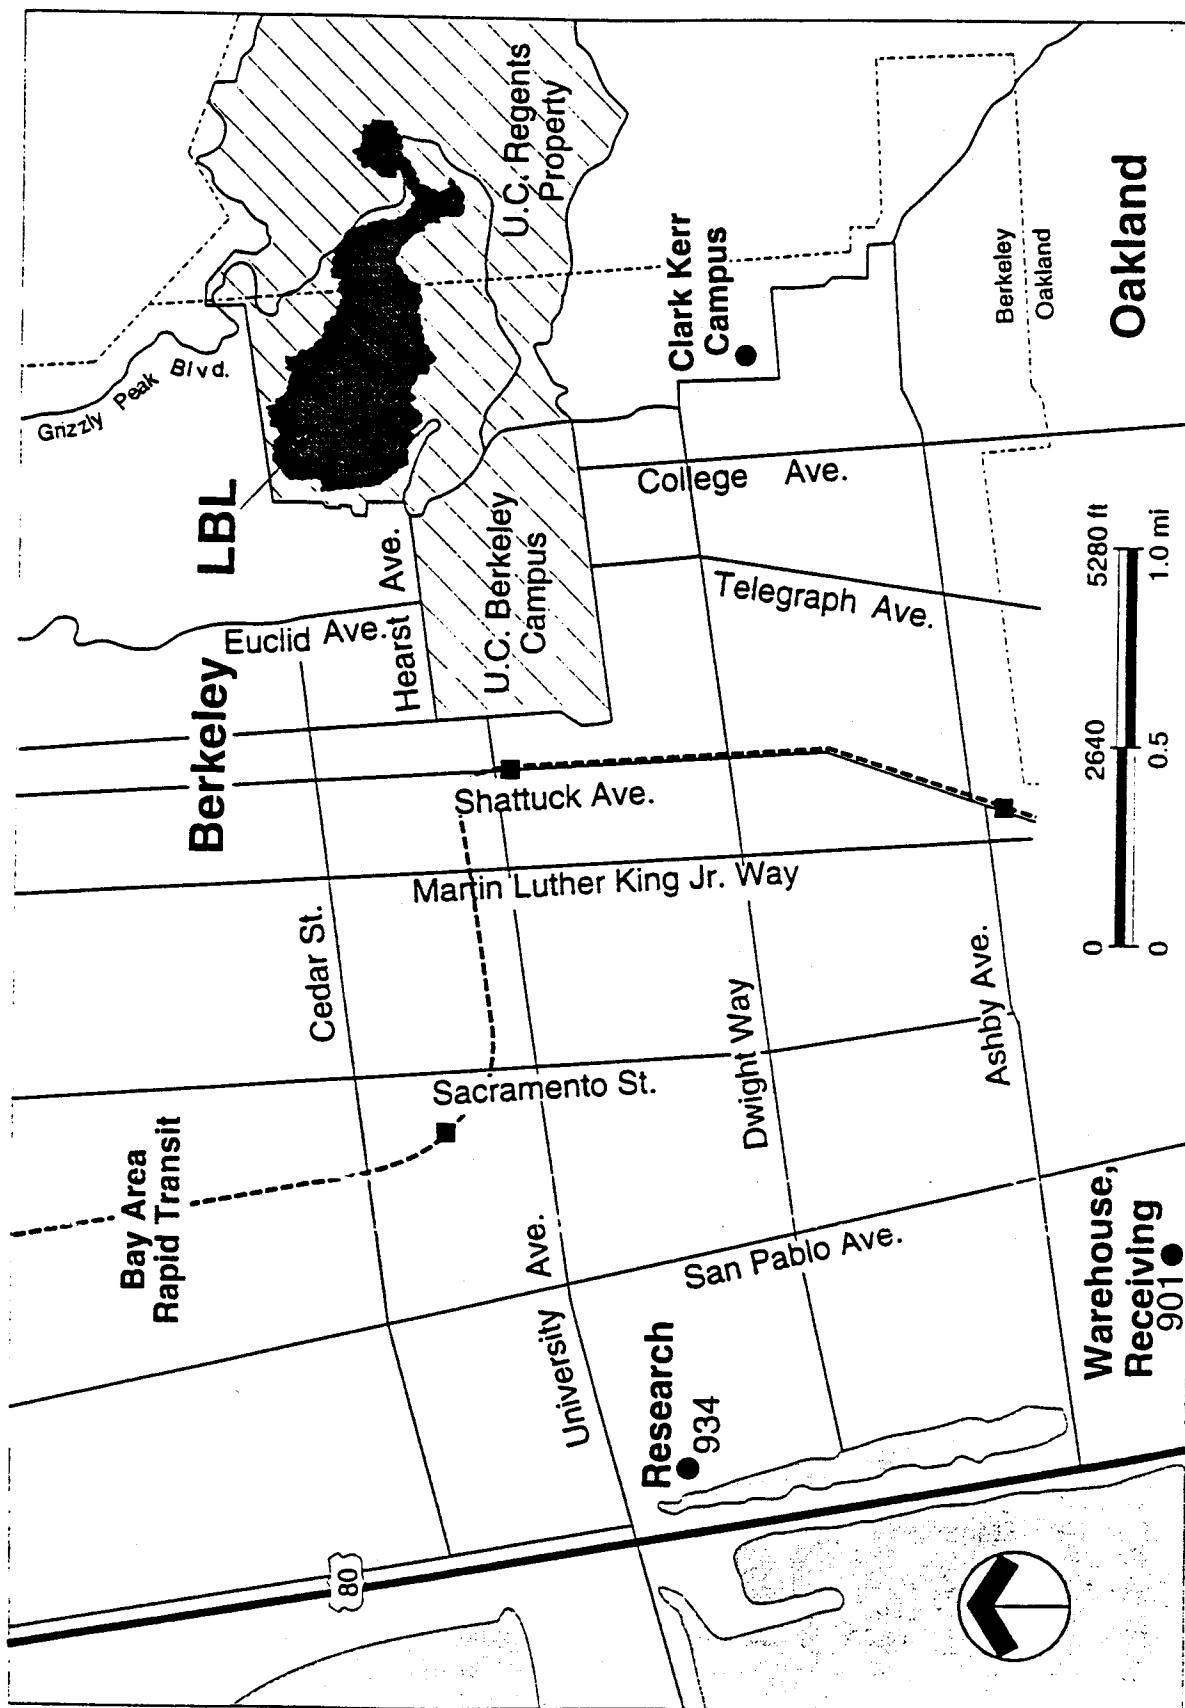 Grizzly Peak Blvd.
LBL
Berkeley
U.C. Regents
Property
Euclid Ave.
Hearst Ave.
U.C. Berkeley
Campus
Clark Kerr
Campus
College Ave.
Telegraph Ave.
Berkeley
Oakland
Oakland
Shattuck Ave.
Martin Luther King Jr. Way
Cedar St.
Sacramento St.
Dwight Way
Ashby Ave.
Bay Area
Rapid Transit
University Ave.
San Pablo Ave.
Research
934
Warehouse,
Receiving
901
80
0 2640 5280 ft
0 0.5 1.0 mi